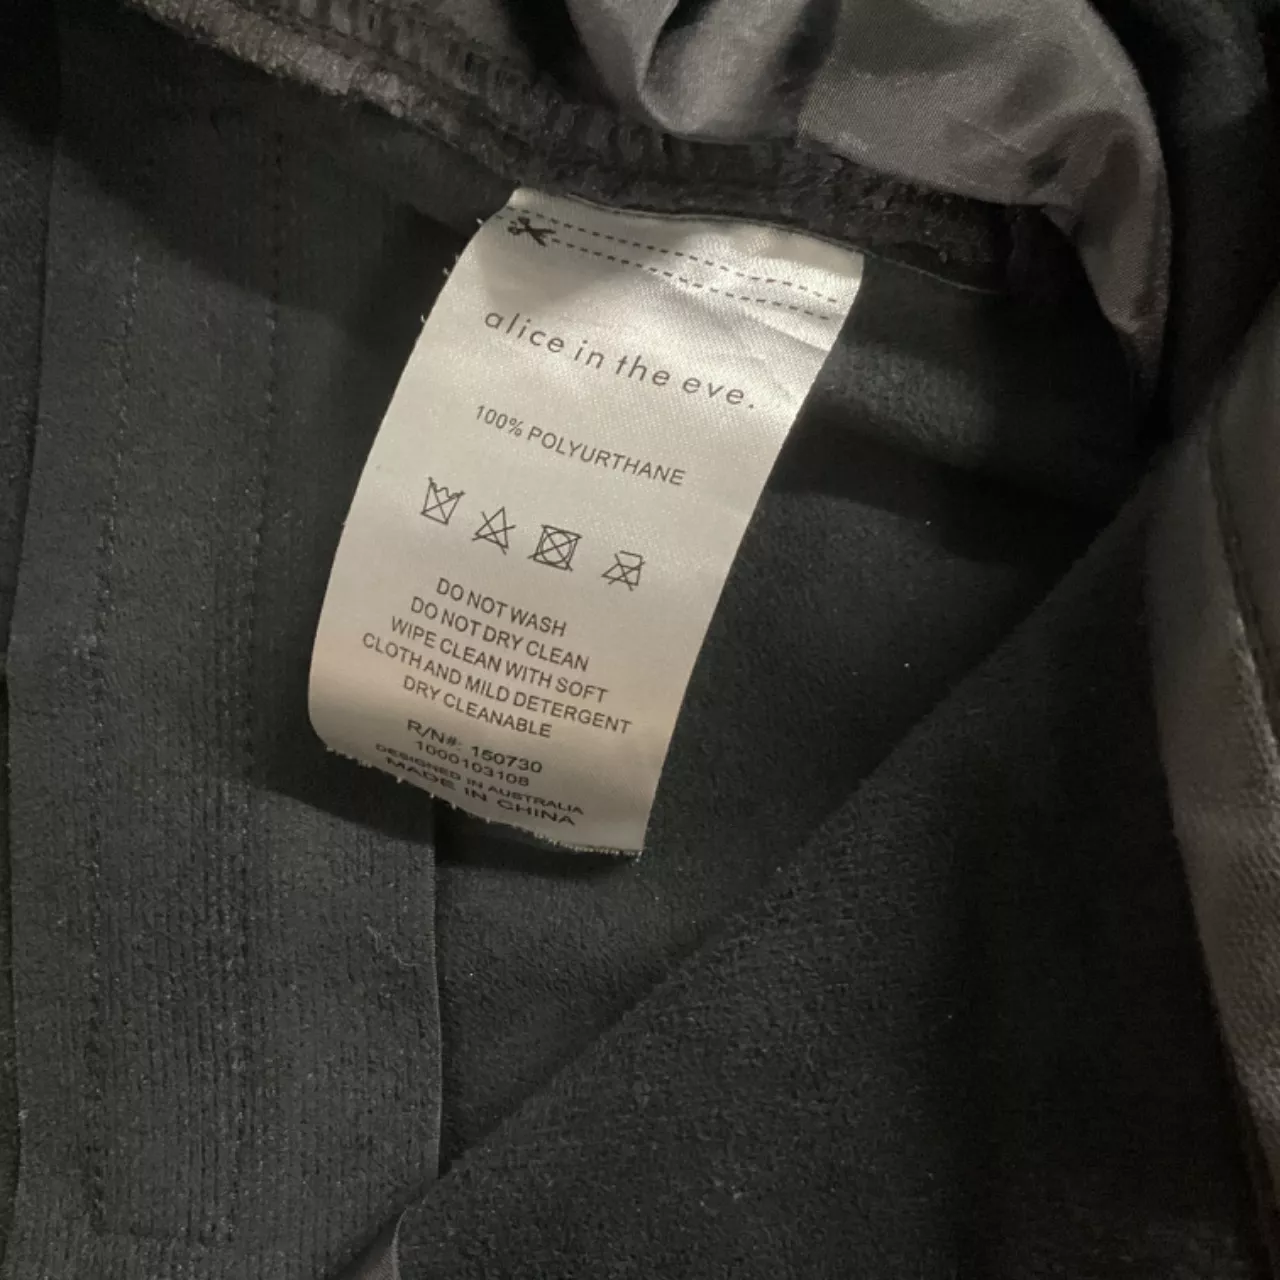 alice in the eve.
100% POLYURTHANE
DO NOT WASH
DO NOT DRY CLEAN
WIPE CLEAN WITH SOFT
CLOTH AND MILD DETERGENT
DRY CLEANABLE
R/N#: 150730
1000103108
DESIGNED IN AUSTRALIA
MADE IN CHINA